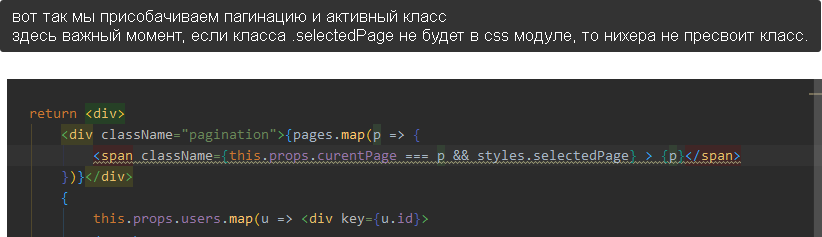 вот так мы присобачиваем пагинацию и активный класс
здесь важный момент, если класса .selectedPage не будет в css модуле, то нихера не пресвоит класс.
return <div>
<div className="pagination">{pages.map(p => {
<span className={this.props.curentPage === p && styles.selectedPage} > {p}</span>
})}</div>
{
this.props.users.map(u => <div key={u.id}>